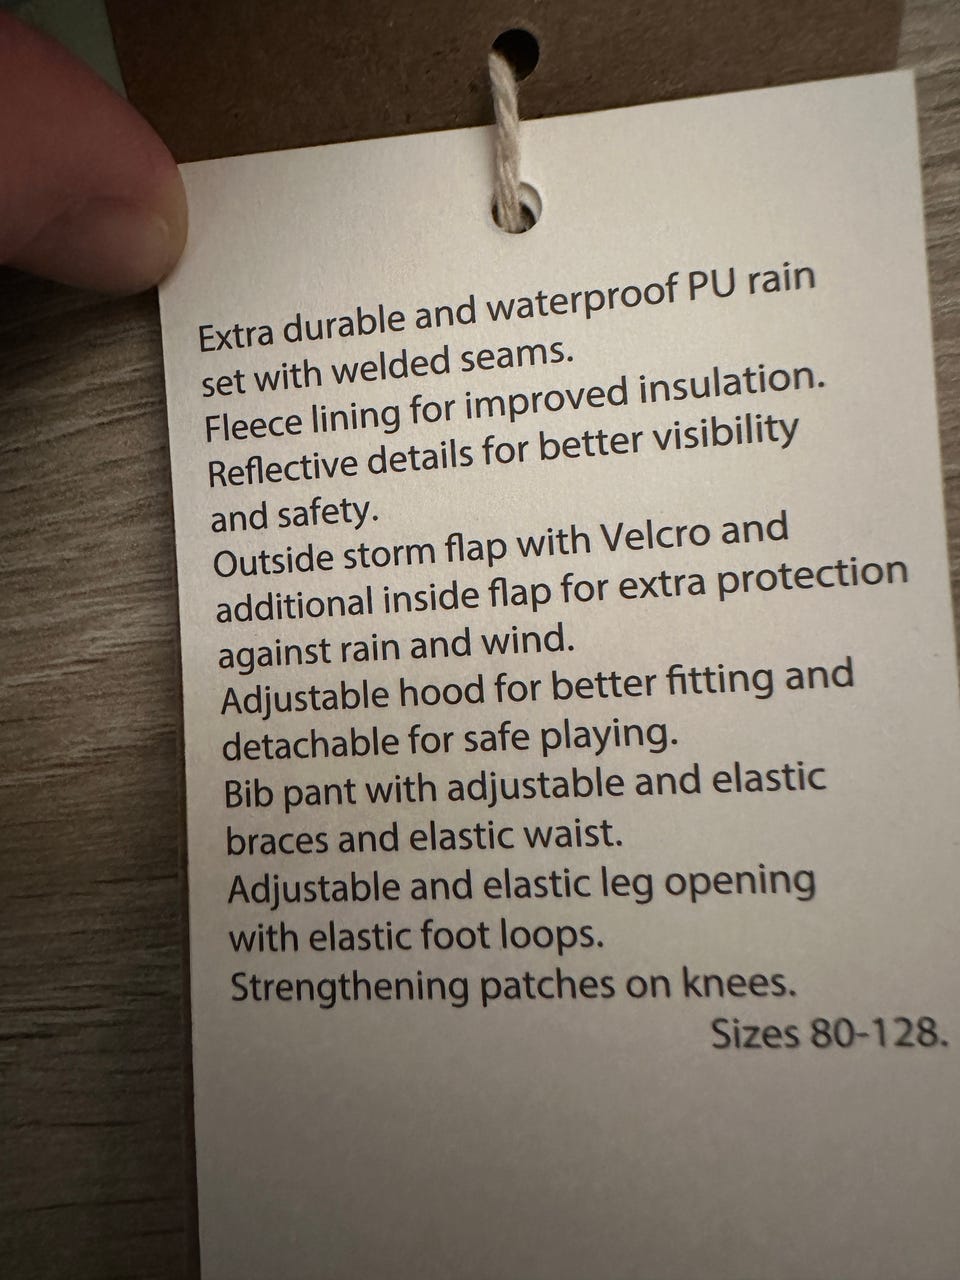 Extra durable and waterproof PU rain
set with welded seams.
Fleece lining for improved insulation.
Reflective details for better visibility
and safety.
Outside storm flap with Velcro and
additional inside flap for extra protection
against rain and wind.
Adjustable hood for better fitting and
detachable for safe playing.
Bib pant with adjustable and elastic
braces and elastic waist.
Adjustable and elastic leg opening
with elastic foot loops.
Strengthening patches on knees.
Sizes 80-128.